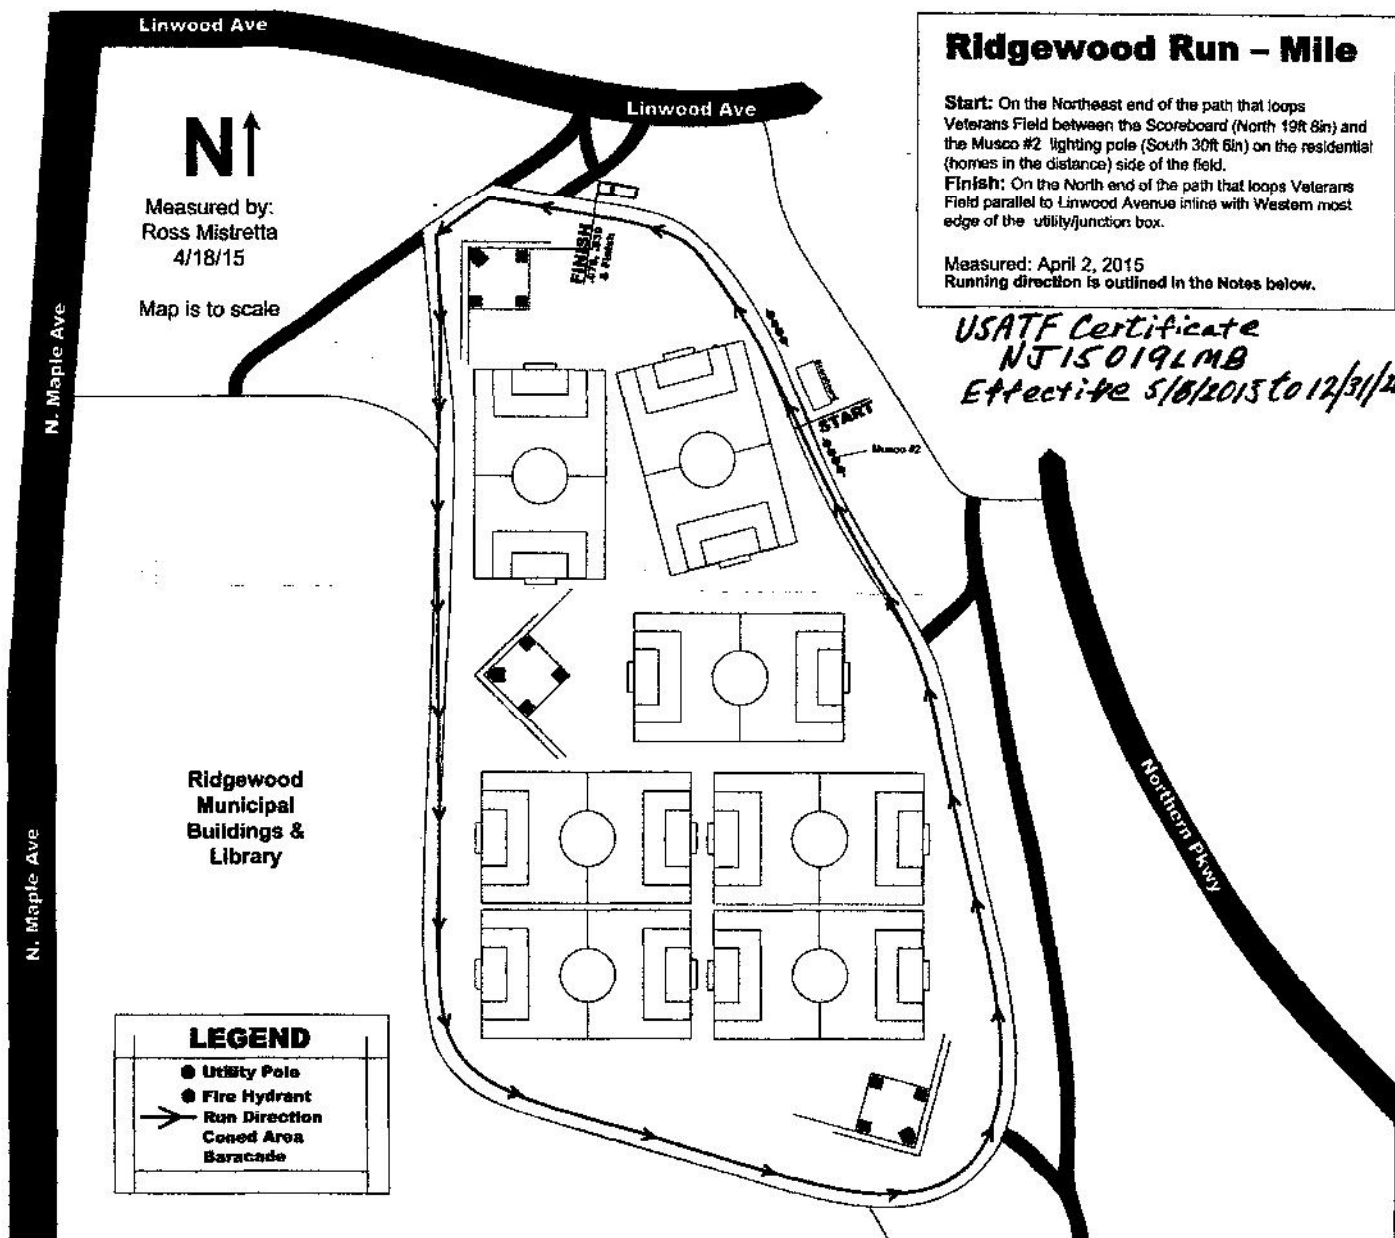 Linwood Ave
Linwood Ave
Ridgewood Run – Mile
Start: On the Northeast end of the path that loops
Veterans Field between the Scoreboard (North 19ft 8in) and
the Musco #2 lighting pole (South 30ft 6in) on the residential
(homes in the distance) side of the field.
Finish: On the North end of the path that loops Veterans
Field parallel to Linwood Avenue inline with Western most
edge of the utility/junction box.
Measured: April 2, 2015
Running direction is outlined in the Notes below.
USATF Certificate
NJ15019LMB
Effective 5/8/2015 to 12/31/2
N
Measured by:
Ross Mistretta
4/18/15
Map is to scale
N. Maple Ave
FINISH
& Finish
START
Musco #2
Ridgewood
Municipal
Buildings &
Library
N. Maple Ave
Northern Pkwy
LEGEND
Utility Pole
Fire Hydrant
Run Direction
Coned Area
Baracade